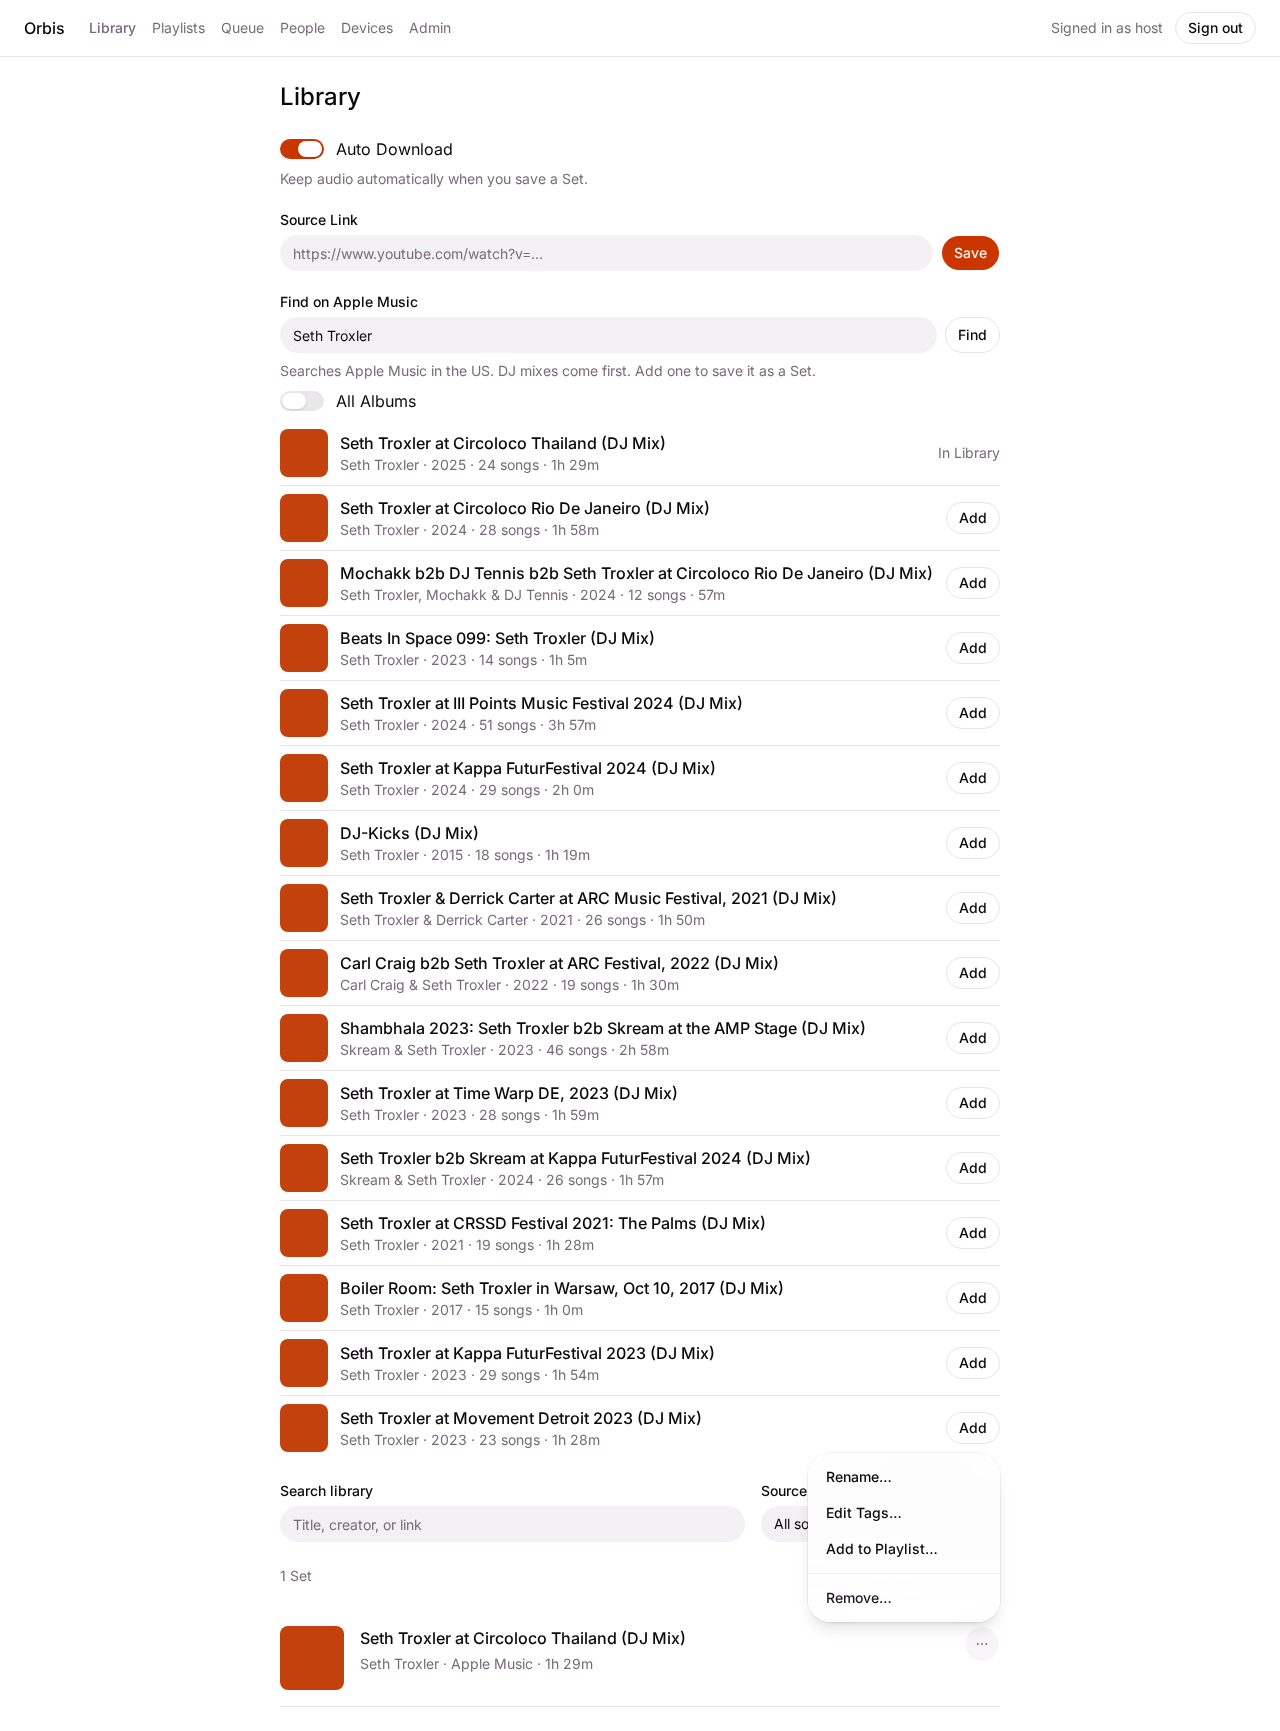 Orbis Library Playlists Queue People Devices Admin Signed in as host Sign out
Library
Auto Download
Keep audio automatically when you save a Set.
Source Link
https://www.youtube.com/watch?v=... Save
Find on Apple Music
Seth Troxler Find
Searches Apple Music in the US. DJ mixes come first. Add one to save it as a Set.
All Albums
Seth Troxler at Circoloco Thailand (DJ Mix)
Seth Troxler · 2025 · 24 songs · 1h 29m
In Library
Seth Troxler at Circoloco Rio De Janeiro (DJ Mix)
Seth Troxler · 2024 · 28 songs · 1h 58m
Add
Mochakk b2b DJ Tennis b2b Seth Troxler at Circoloco Rio De Janeiro (DJ Mix)
Seth Troxler, Mochakk & DJ Tennis · 2024 · 12 songs · 57m
Add
Beats In Space 099: Seth Troxler (DJ Mix)
Seth Troxler · 2023 · 14 songs · 1h 5m
Add
Seth Troxler at III Points Music Festival 2024 (DJ Mix)
Seth Troxler · 2024 · 51 songs · 3h 57m
Add
Seth Troxler at Kappa FuturFestival 2024 (DJ Mix)
Seth Troxler · 2024 · 29 songs · 2h 0m
Add
DJ-Kicks (DJ Mix)
Seth Troxler · 2015 · 18 songs · 1h 19m
Add
Seth Troxler & Derrick Carter at ARC Music Festival, 2021 (DJ Mix)
Seth Troxler & Derrick Carter · 2021 · 26 songs · 1h 50m
Add
Carl Craig b2b Seth Troxler at ARC Festival, 2022 (DJ Mix)
Carl Craig & Seth Troxler · 2022 · 19 songs · 1h 30m
Add
Shambhala 2023: Seth Troxler b2b Skream at the AMP Stage (DJ Mix)
Skream & Seth Troxler · 2023 · 46 songs · 2h 58m
Add
Seth Troxler at Time Warp DE, 2023 (DJ Mix)
Seth Troxler · 2023 · 28 songs · 1h 59m
Add
Seth Troxler b2b Skream at Kappa FuturFestival 2024 (DJ Mix)
Skream & Seth Troxler · 2024 · 26 songs · 1h 57m
Add
Seth Troxler at CRSSD Festival 2021: The Palms (DJ Mix)
Seth Troxler · 2021 · 19 songs · 1h 28m
Add
Boiler Room: Seth Troxler in Warsaw, Oct 10, 2017 (DJ Mix)
Seth Troxler · 2017 · 15 songs · 1h 0m
Add
Seth Troxler at Kappa FuturFestival 2023 (DJ Mix)
Seth Troxler · 2023 · 29 songs · 1h 54m
Add
Seth Troxler at Movement Detroit 2023 (DJ Mix)
Seth Troxler · 2023 · 23 songs · 1h 28m
Add
Search library
Title, creator, or link
Source
All so
Rename...
Edit Tags...
Add to Playlist...
Remove...
1 Set
Seth Troxler at Circoloco Thailand (DJ Mix)
Seth Troxler · Apple Music · 1h 29m
...